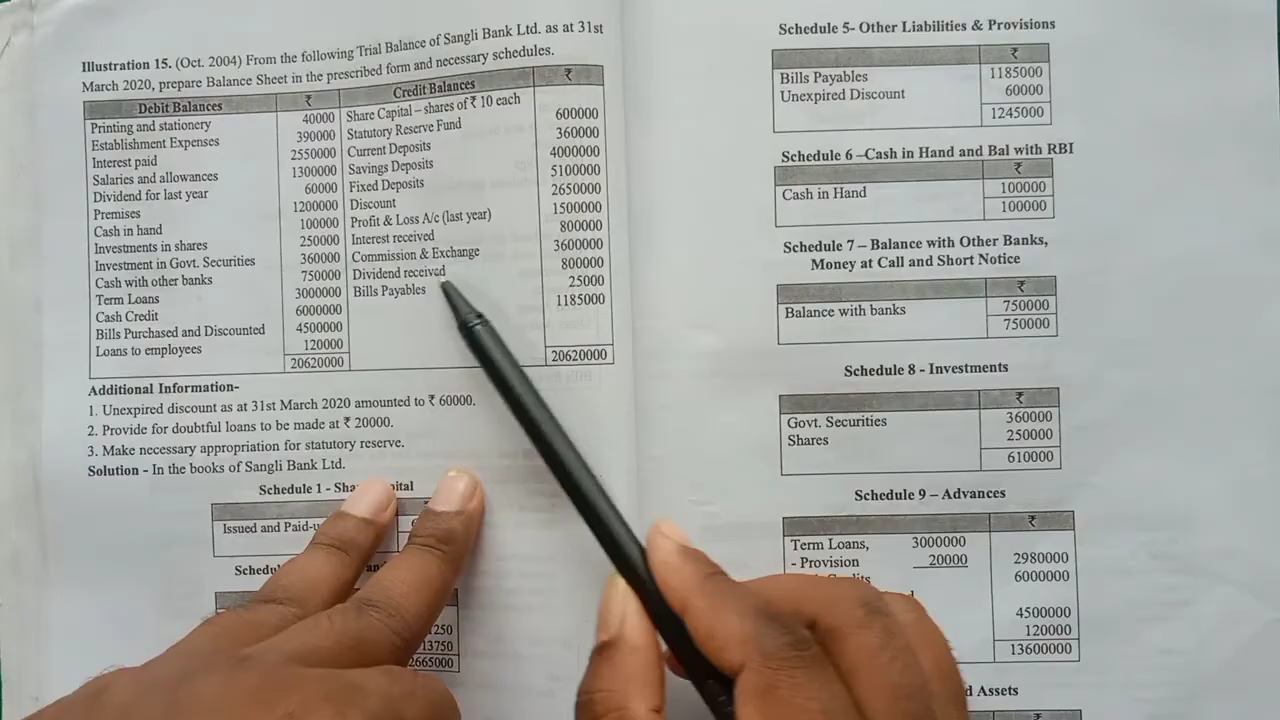 Illustration 15. (Oct. 2004) From the following Trial Balance of Sangli Bank Ltd. as at 31st
March 2020, prepare Balance Sheet in the prescribed form and necessary schedules.
Debit Balances ₹ Credit Balances ₹
Printing and stationery 40000 Share Capital – shares of ₹ 10 each 600000
Establishment Expenses 390000 Statutory Reserve Fund 360000
Interest paid 2550000 Current Deposits 4000000
Salaries and allowances 1300000 Savings Deposits 5100000
Dividend for last year 60000 Fixed Deposits 2650000
Premises 1200000 Discount 1500000
Cash in hand 100000 Profit & Loss A/c (last year) 800000
Investments in shares 250000 Interest received 3600000
Investment in Govt. Securities 360000 Commission & Exchange 800000
Cash with other banks 750000 Dividend received 25000
Term Loans 3000000 Bills Payables 1185000
Cash Credit 6000000
Bills Purchased and Discounted 4500000
Loans to employees 120000
20620000 20620000
Additional Information-
1. Unexpired discount as at 31st March 2020 amounted to ₹ 60000.
2. Provide for doubtful loans to be made at ₹ 20000.
3. Make necessary appropriation for statutory reserve.
Solution - In the books of Sangli Bank Ltd.
Schedule 1 -
Issued and
1250
13750
2665000
Schedule 5- Other Liabilities & Provisions
₹
Bills Payables 1185000
Unexpired Discount 60000
1245000
Schedule 6 –Cash in Hand and Bal with RBI
₹
Cash in Hand 100000
100000
Schedule 7 – Balance with Other Banks,
Money at Call and Short Notice
₹
Balance with banks 750000
750000
Schedule 8 - Investments
₹
Govt. Securities 360000
Shares 250000
610000
Schedule 9 – Advances
₹
Term Loans, 3000000
- Provision 20000 2980000
6000000
4500000
120000
13600000
Assets
₹